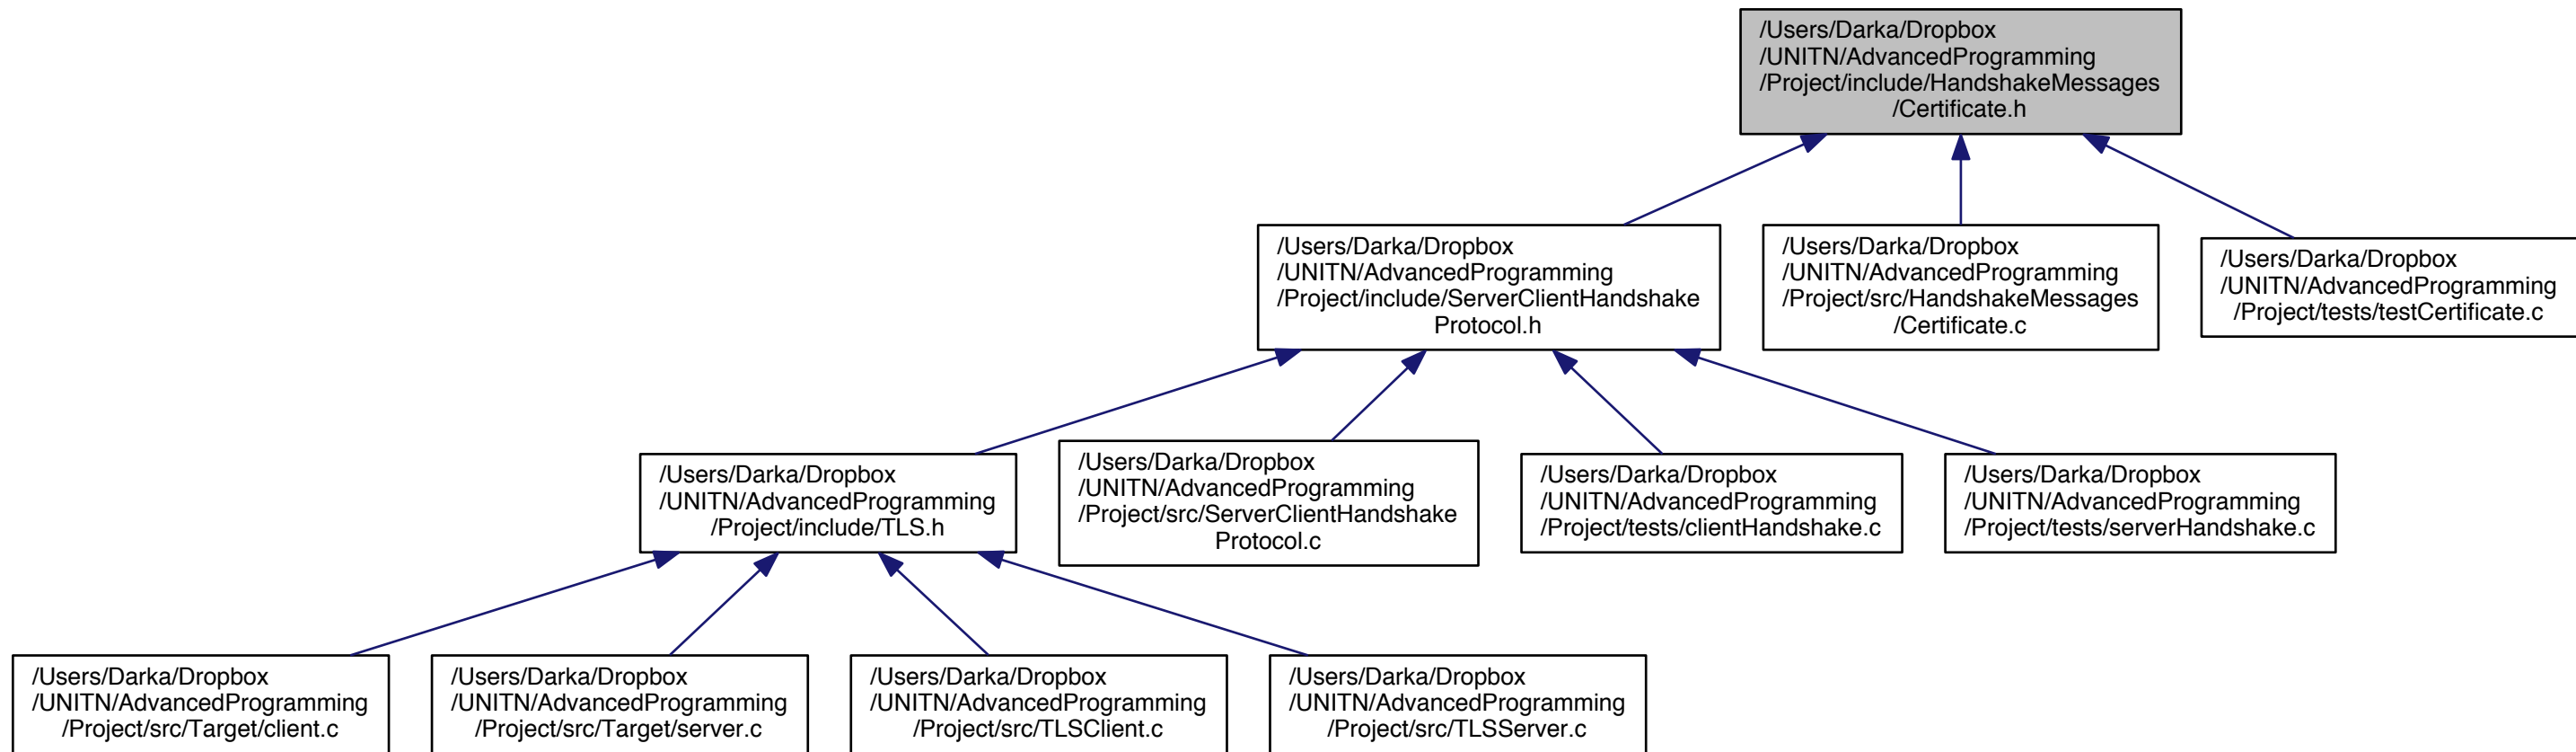 /Users/Darka/Dropbox
/UNITN/AdvancedProgramming
/Project/include/HandshakeMessages
/Certificate.h
/Users/Darka/Dropbox
/UNITN/AdvancedProgramming
/Project/include/ServerClientHandshake
Protocol.h
/Users/Darka/Dropbox
/UNITN/AdvancedProgramming
/Project/src/HandshakeMessages
/Certificate.c
/Users/Darka/Dropbox
/UNITN/AdvancedProgramming
/Project/tests/testCertificate.c
/Users/Darka/Dropbox
/UNITN/AdvancedProgramming
/Project/include/TLS.h
/Users/Darka/Dropbox
/UNITN/AdvancedProgramming
/Project/src/ServerClientHandshake
Protocol.c
/Users/Darka/Dropbox
/UNITN/AdvancedProgramming
/Project/tests/clientHandshake.c
/Users/Darka/Dropbox
/UNITN/AdvancedProgramming
/Project/tests/serverHandshake.c
/Users/Darka/Dropbox
/UNITN/AdvancedProgramming
/Project/src/Target/client.c
/Users/Darka/Dropbox
/UNITN/AdvancedProgramming
/Project/src/Target/server.c
/Users/Darka/Dropbox
/UNITN/AdvancedProgramming
/Project/src/TLSClient.c
/Users/Darka/Dropbox
/UNITN/AdvancedProgramming
/Project/src/TLSServer.c